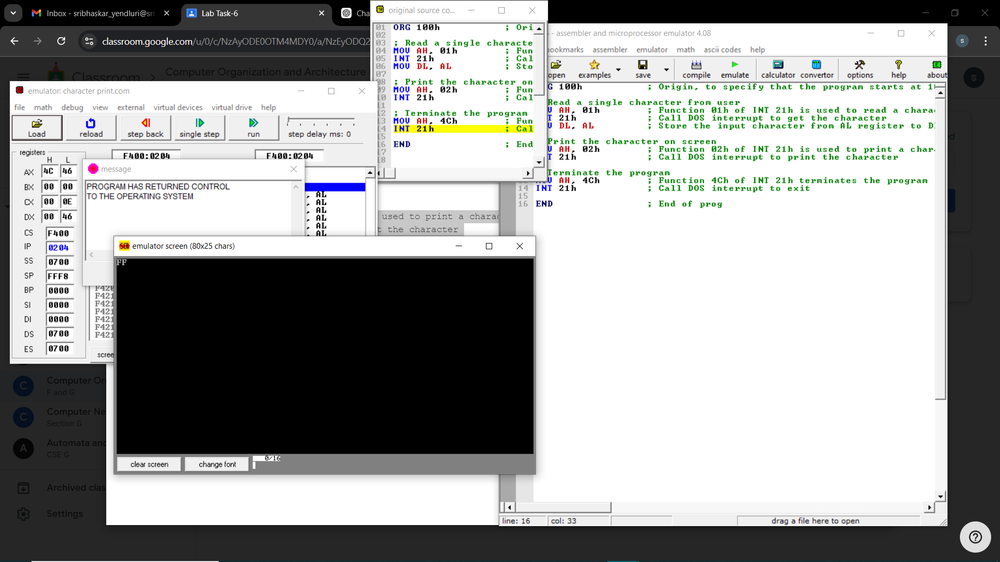 Inbox - sribhaskar_yendluri@srm
Lab Task-6
Cha
classroom.google.com/u/0/c/NzAyODE0OTM4MDY0/a/NzEyODQ2
s
Classroom
Computer Organization and Architecture
s
original source co...
01 ORG 100h ; Ori
02
03 ; Read a single characte
04 MOV AH, 01h ; Fun
05 INT 21h ; Cal
06 MOV DL, AL ; Sto
07
08 ; Print the character on
09 MOV AH, 02h ; Fun
10 INT 21h ; Cal
11
12 ; Terminate the program
13 MOV AH, 4Ch ; Fun
14 INT 21h ; Cal
15
16 END ; End
17
18
- assembler and microprocessor emulator 4.08
bookmarks assembler emulator math ascii codes help
open examples save compile emulate calculator convertor options help about
G 100h ; Origin, to specify that the program starts at
Read a single character from user
AH, 01h ; Function 01h of INT 21h is used to read a chara
T 21h ; Call DOS interrupt to get the character
DL, AL ; Store the input character from AL register to
Print the character on screen
AH, 02h ; Function 02h of INT 21h is used to print a char
T 21h ; Call DOS interrupt to print the character
Terminate the program
AH, 4Ch ; Function 4Ch of INT 21h terminates the program
14 INT 21h ; Call DOS interrupt to exit
15
16 END ; End of prog
line: 16 col: 33 drag a file here to open
emulator: character print.com
file math debug view external virtual devices virtual drive help
Load reload step back single step run step delay ms: 0
registers F400:0204 F400:0204
H L
AX 4C 46
BX 00 00
CX 00 0E
DX 00 46
CS F400
IP 0204
SS 0700
SP FFF8
BP 0000
SI 0000
DI 0000
DS 0700
ES 0700
message
PROGRAM HAS RETURNED CONTROL
TO THE OPERATING SYSTEM
, AL
, AL
, AL
, AL
, AL
, AL
used to print a charac
t the character
F420
F421
F421
F421
F421
F421
F421
scree
emulator screen (80x25 chars)
FF
clear screen change font 0/16
C Computer Or
F and G
C Computer Ne
Section G
A Automata and
CSE G
Archived clas
Settings